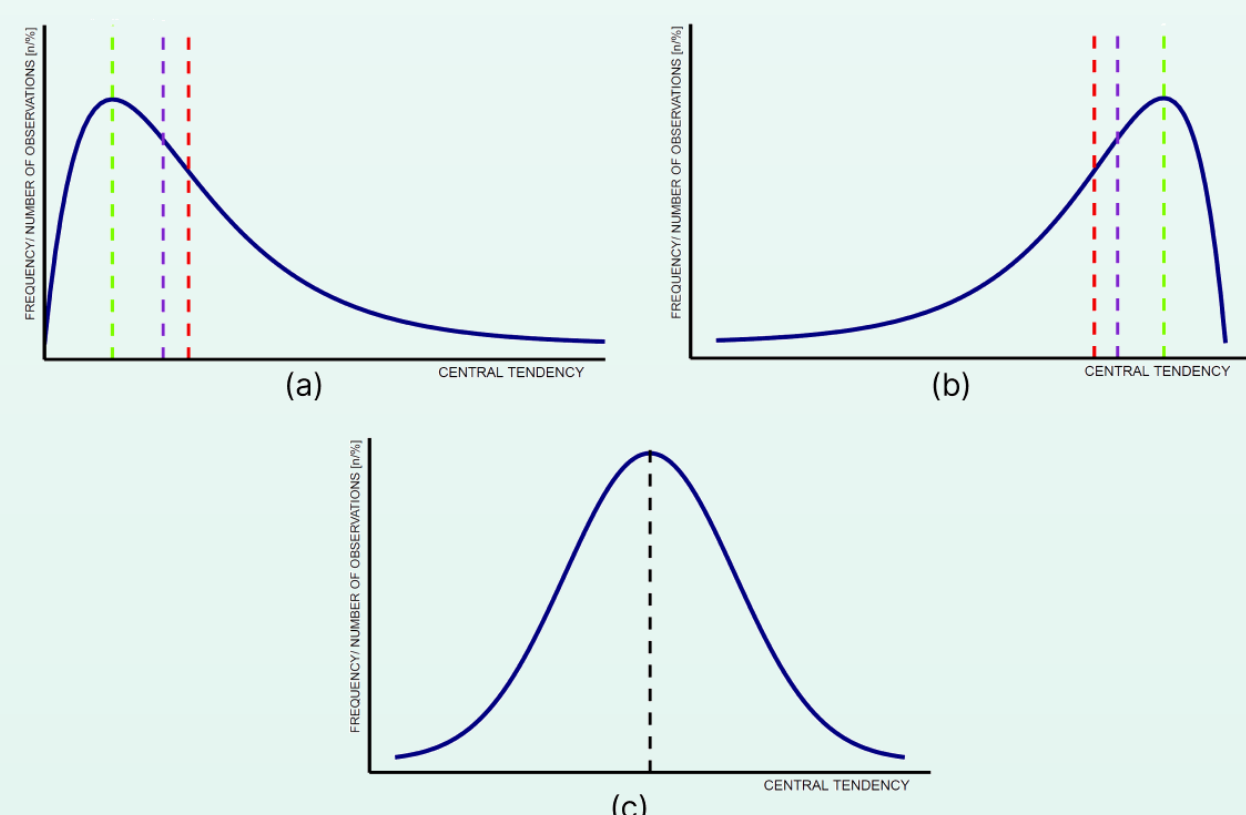 FREQUENCY/ NUMBER OF OBSERVATIONS [n/%]
CENTRAL TENDENCY
(a)
FREQUENCY/ NUMBER OF OBSERVATIONS [n/%]
CENTRAL TENDENCY
(b)
FREQUENCY/ NUMBER OF OBSERVATIONS [n/%]
CENTRAL TENDENCY
(c)